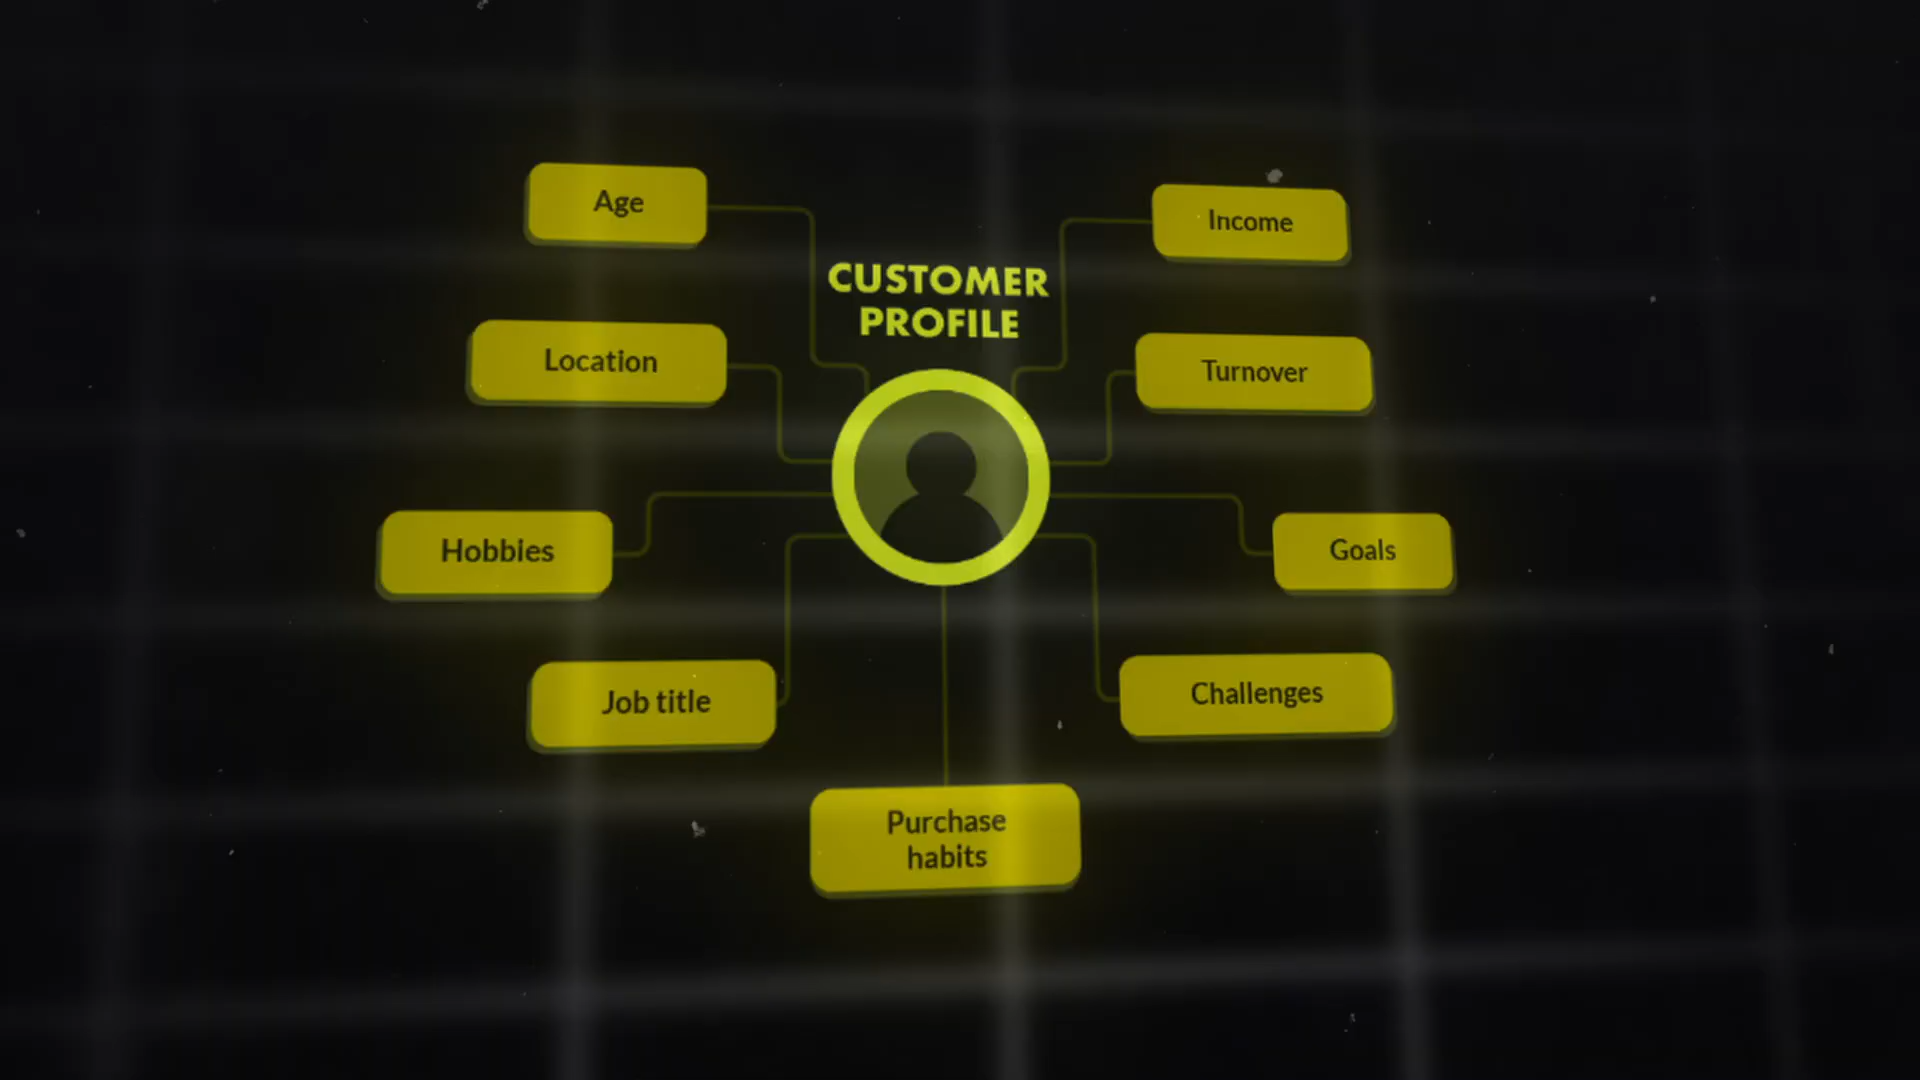 Age
Income
CUSTOMER
PROFILE
Location
Turnover
Hobbies
Goals
Job title
Challenges
Purchase
habits